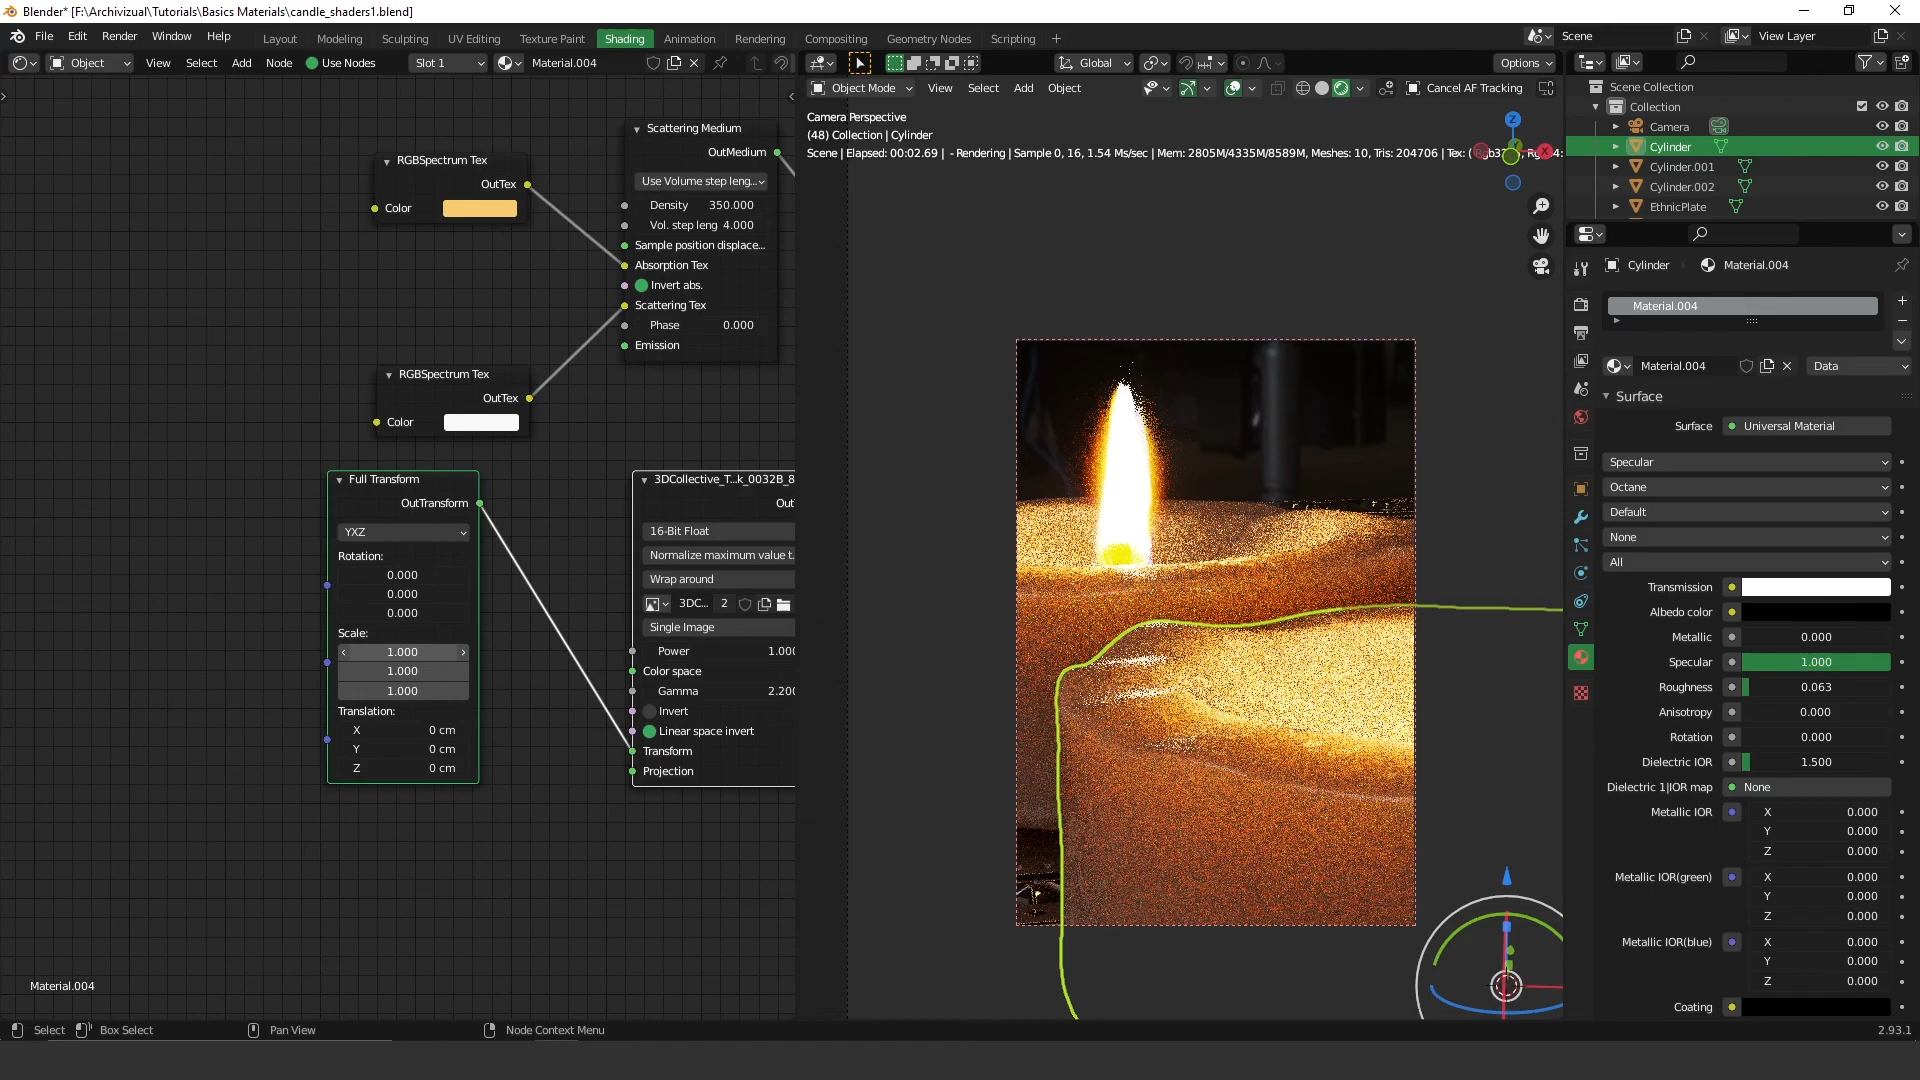 Blender* [F:\Archivizual\Tutorials\Basics Materials\candle_shaders1.blend]
File Edit Render Window Help
Layout Modeling Sculpting UV Editing Texture Paint Shading Animation Rendering Compositing Geometry Nodes Scripting +
Scene View Layer
Object View Select Add Node Use Nodes Slot 1 Material.004
Global Options
Object Mode View Select Add Object Cancel AF Tracking
Camera Perspective
(48) Collection | Cylinder
Scene | Elapsed: 00:02.69 | - Rendering | Sample 0, 16, 1.54 Ms/sec | Mem: 2805M/4335M/8589M, Meshes: 10, Tris: 204706 | Tex: (
Z
X
Scattering Medium
OutMedium
Use Volume step leng...
Density 350.000
Vol. step leng 4.000
Sample position displace...
Absorption Tex
Invert abs.
Scattering Tex
Phase 0.000
Emission
RGBSpectrum Tex
OutTex
Color
RGBSpectrum Tex
OutTex
Color
Full Transform
OutTransform
YXZ
Rotation:
0.000
0.000
0.000
Scale:
1.000
1.000
1.000
Translation:
X 0 cm
Y 0 cm
Z 0 cm
3DCollective_T...k_0032B_8
16-Bit Float
Normalize maximum value t.
Wrap around
3DC... 2
Single Image
Power 1.000
Color space
Gamma 2.200
Invert
Linear space invert
Transform
Projection
Material.004
Scene Collection
Collection
Camera
Cylinder
Cylinder.001
Cylinder.002
EthnicPlate
Cylinder Material.004
Material.004
Material.004 Data
Surface
Surface Universal Material
Specular
Octane
Default
None
All
Transmission
Albedo color
Metallic 0.000
Specular 1.000
Roughness 0.063
Anisotropy 0.000
Rotation 0.000
Dielectric IOR 1.500
Dielectric 1|IOR map None
Metallic IOR X 0.000
Y 0.000
Z 0.000
Metallic IOR(green) X 0.000
Y 0.000
Z 0.000
Metallic IOR(blue) X 0.000
Y 0.000
Z 0.000
Coating
Select Box Select Pan View Node Context Menu
2.93.1